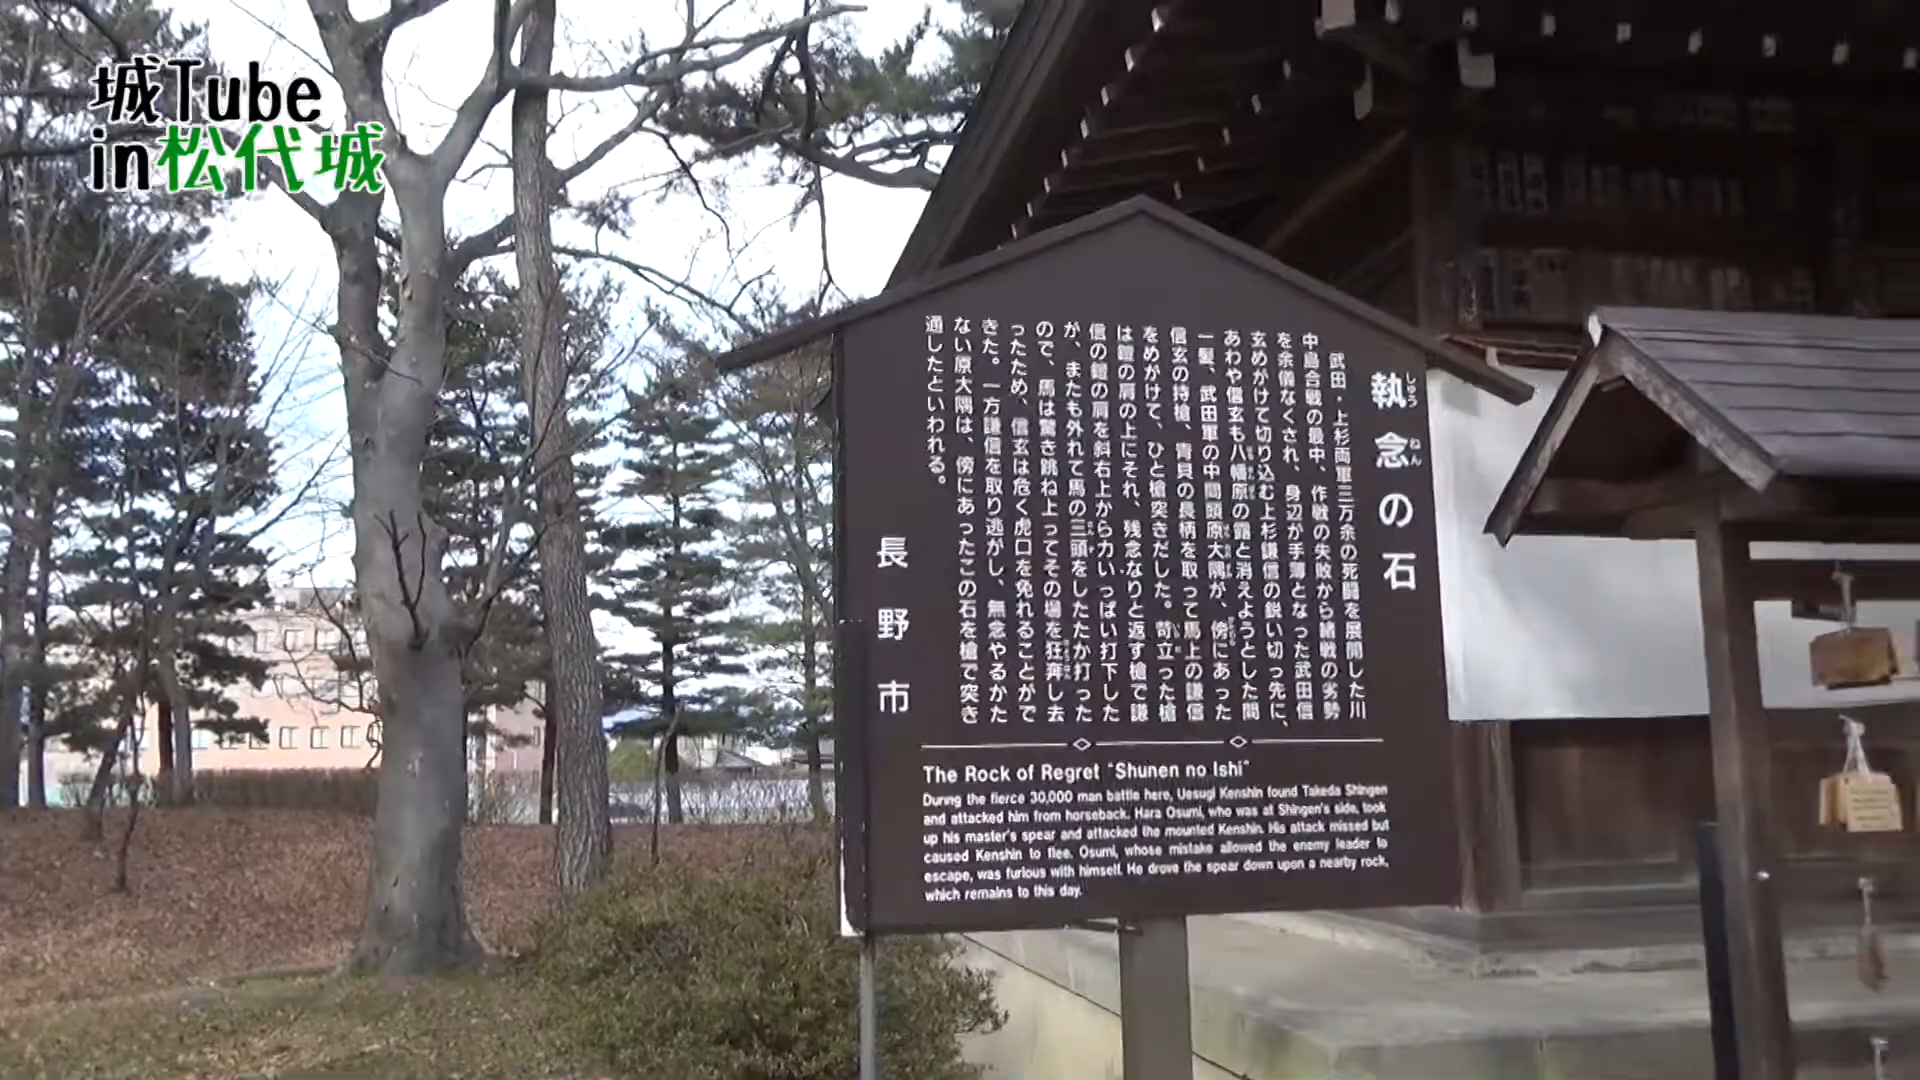 城Tube
in松代城
執念の石
しゅう ねん
武田・上杉両軍三万余の死闘を展開した川
中島合戦の最中、作戦の失敗から緒戦の劣勢
を余儀なくされ、身辺が手薄となった武田信
玄めがけて切り込む上杉謙信の鋭い切っ先に、
あわや信玄も八幡原の露と消えようとした間
一髪、武田軍の中間頭原大隅が、傍にあった
信玄の持槍、青貝の長柄を取って馬上の謙信
をめがけて、ひと槍突きだした。苛立った槍
は鎧の肩の上にそれ、残念なりと返す槍で謙
信の鎧の肩を斜右上から力いっぱい打下した
が、またも外れて馬の三頭をしたたか打った
ので、馬は驚き跳ね上ってその場を狂奔し去
ったため、信玄は危く虎口を免れることがで
きた。一方謙信を取り逃がし、無念やるかた
ない原大隅は、傍にあったこの石を槍で突き
通したといわれる。
長野市
The Rock of Regret "Shunen no Ishi"
During the fierce 30,000 man battle here, Uesugi Kenshin found Takeda Shingen
and attacked him from horseback. Hara Osumi, who was at Shingen's side, took
up his master's spear and attacked the mounted Kenshin. His attack missed but
caused Kenshin to flee. Osumi, whose mistake allowed the enemy leader to
escape, was furious with himself. He drove the spear down upon a nearby rock,
which remains to this day.